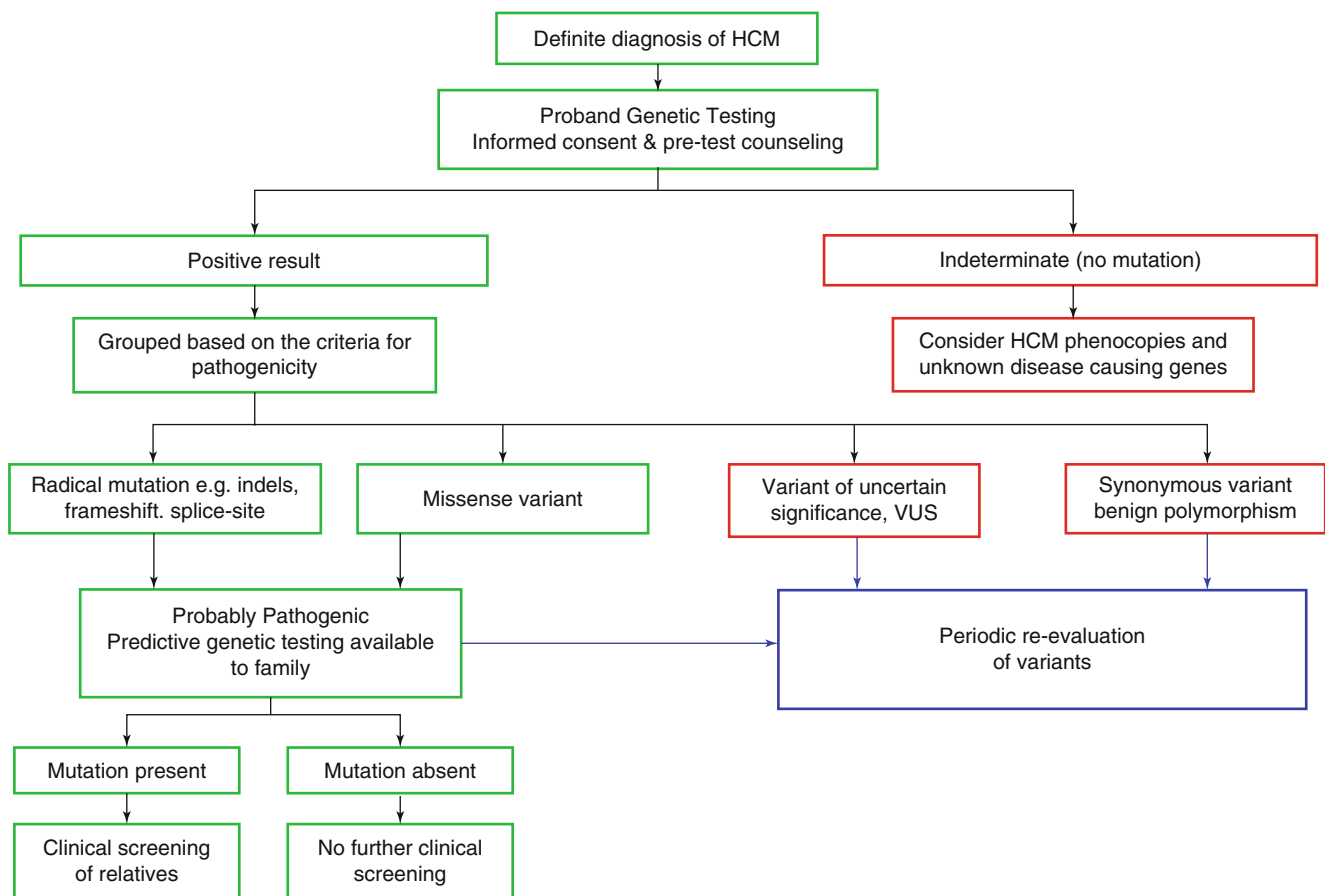 Definite diagnosis of HCM
Proband Genetic Testing
Informed consent & pre-test counseling
Positive result
Indeterminate (no mutation)
Grouped based on the criteria for
pathogenicity
Consider HCM phenocopies and
unknown disease causing genes
Radical mutation e.g. indels,
frameshift. splice-site
Missense variant
Variant of uncertain
significance, VUS
Synonymous variant
benign polymorphism
Probably Pathogenic
Predictive genetic testing available
to family
Periodic re-evaluation
of variants
Mutation present
Mutation absent
Clinical screening
of relatives
No further clinical
screening